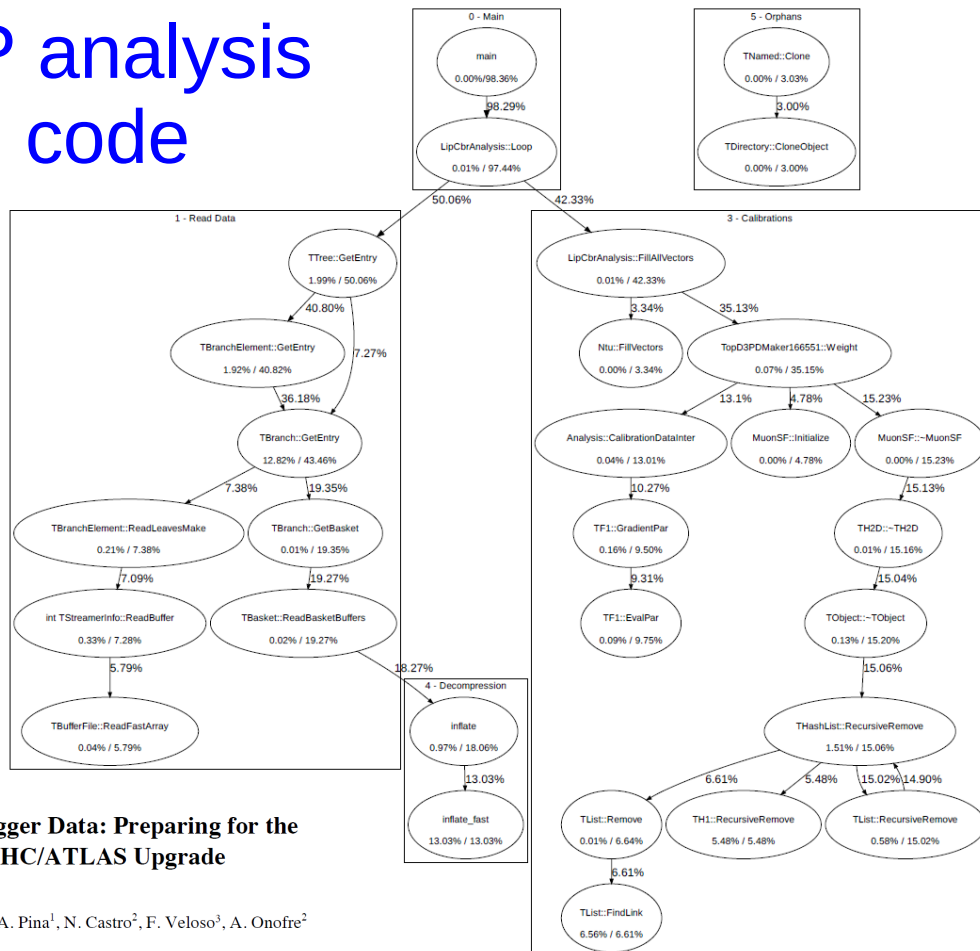 P analysis
code
0 - Main
main
0.00%/98.36%
98.29%
LipCbrAnalysis::Loop
0.01% / 97.44%
5 - Orphans
TNamed::Clone
0.00% / 3.03%
3.00%
TDirectory::CloneObject
0.00% / 3.00%
50.06%
42.33%
1 - Read Data
TTree::GetEntry
1.99% / 50.06%
40.80%
7.27%
TBranchElement::GetEntry
1.92% / 40.82%
36.18%
TBranch::GetEntry
12.82% / 43.46%
7.38%
19.35%
TBranchElement::ReadLeavesMake
0.21% / 7.38%
TBranch::GetBasket
0.01% / 19.35%
7.09%
19.27%
int TStreamerInfo::ReadBuffer
0.33% / 7.28%
TBasket::ReadBasketBuffers
0.02% / 19.27%
5.79%
18.27%
TBufferFile::ReadFastArray
0.04% / 5.79%
4 - Decompression
inflate
0.97% / 18.06%
13.03%
inflate_fast
13.03% / 13.03%
3 - Calibrations
LipCbrAnalysis::FillAllVectors
0.01% / 42.33%
3.34%
35.13%
Ntu::FillVectors
0.00% / 3.34%
TopD3PDMaker166551::Weight
0.07% / 35.15%
13.1%
4.78%
15.23%
Analysis::CalibrationDataInter
0.04% / 13.01%
MuonSF::Initialize
0.00% / 4.78%
MuonSF::~MuonSF
0.00% / 15.23%
10.27%
15.13%
TF1::GradientPar
0.16% / 9.50%
TH2D::~TH2D
0.01% / 15.16%
9.31%
15.04%
TF1::EvalPar
0.09% / 9.75%
TObject::~TObject
0.13% / 15.20%
15.06%
THashList::RecursiveRemove
1.51% / 15.06%
6.61%
5.48%
15.02%
14.90%
TList::Remove
0.01% / 6.64%
TH1::RecursiveRemove
5.48% / 5.48%
TList::RecursiveRemove
0.58% / 15.02%
6.61%
TList::FindLink
6.56% / 6.61%
gger Data: Preparing for the
HC/ATLAS Upgrade
A. Pina1, N. Castro2, F. Veloso3, A. Onofre2